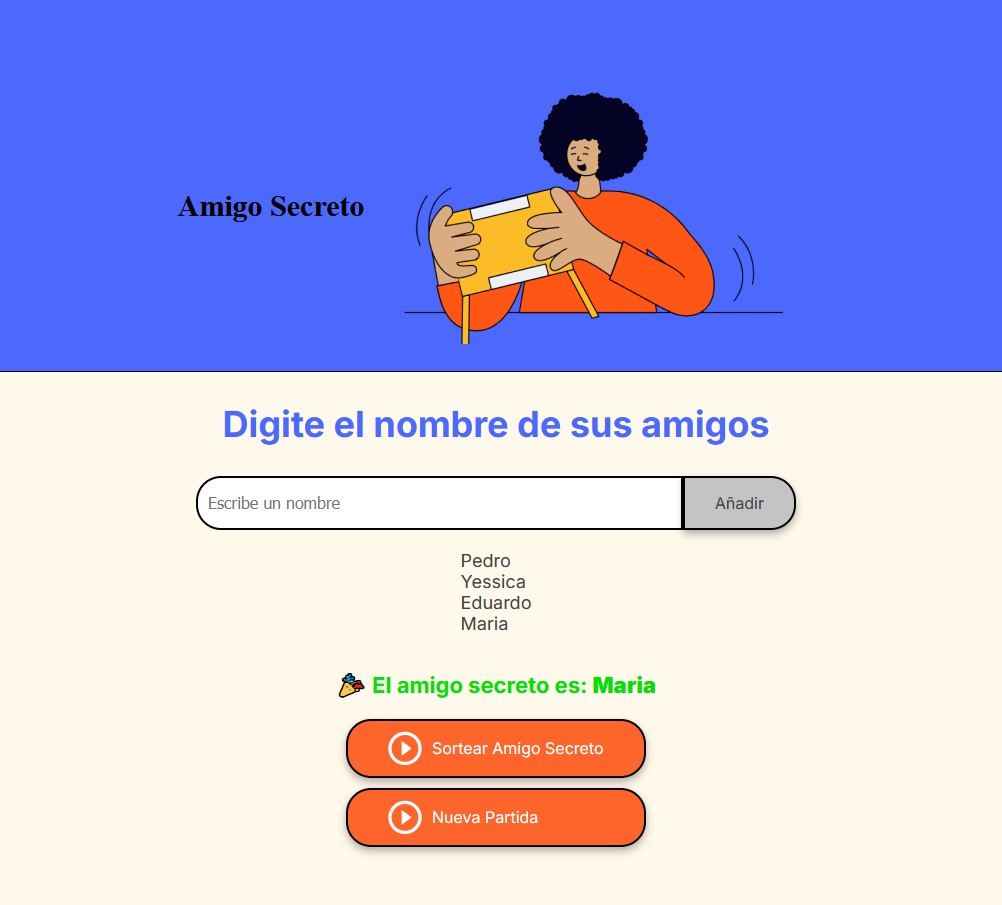 Amigo Secreto
Digite el nombre de sus amigos
Escribe un nombre
Añadir
Pedro
Yessica
Eduardo
Maria
🎉 El amigo secreto es: Maria
Sortear Amigo Secreto
Nueva Partida